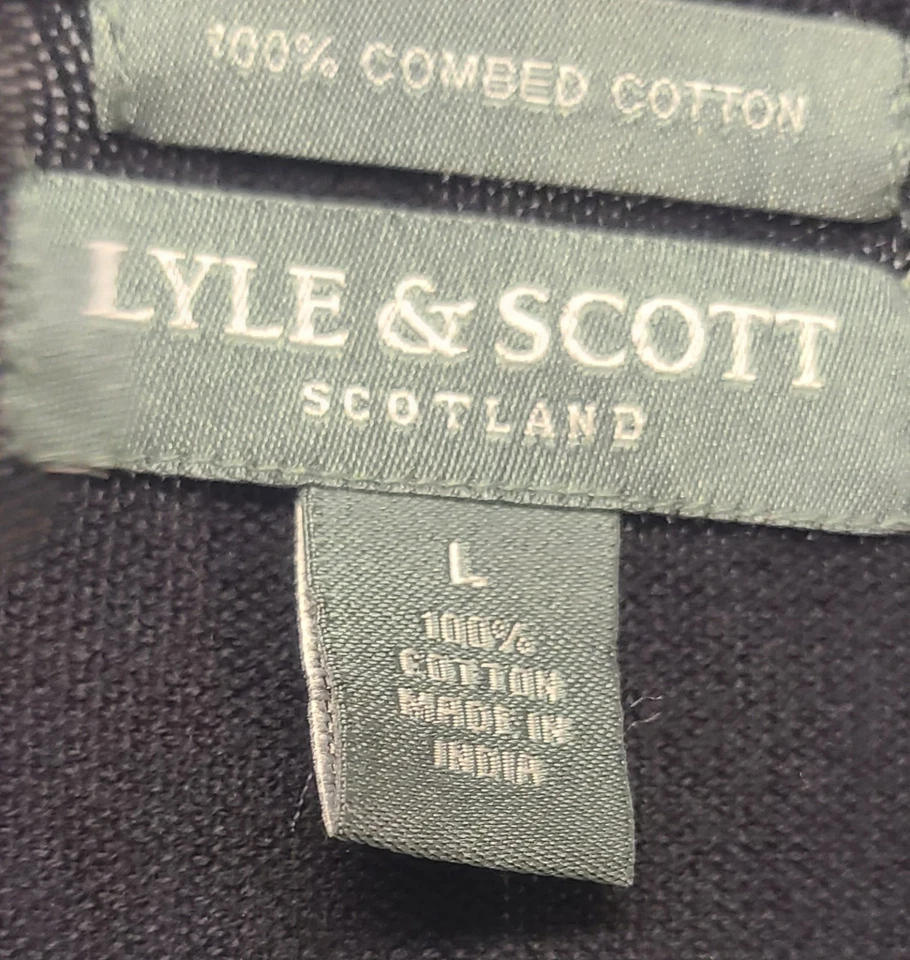 100% COMBED COTTON
LYLE & SCOTT
SCOTLAND
L
100%
COTTON
MADE IN
INDIA